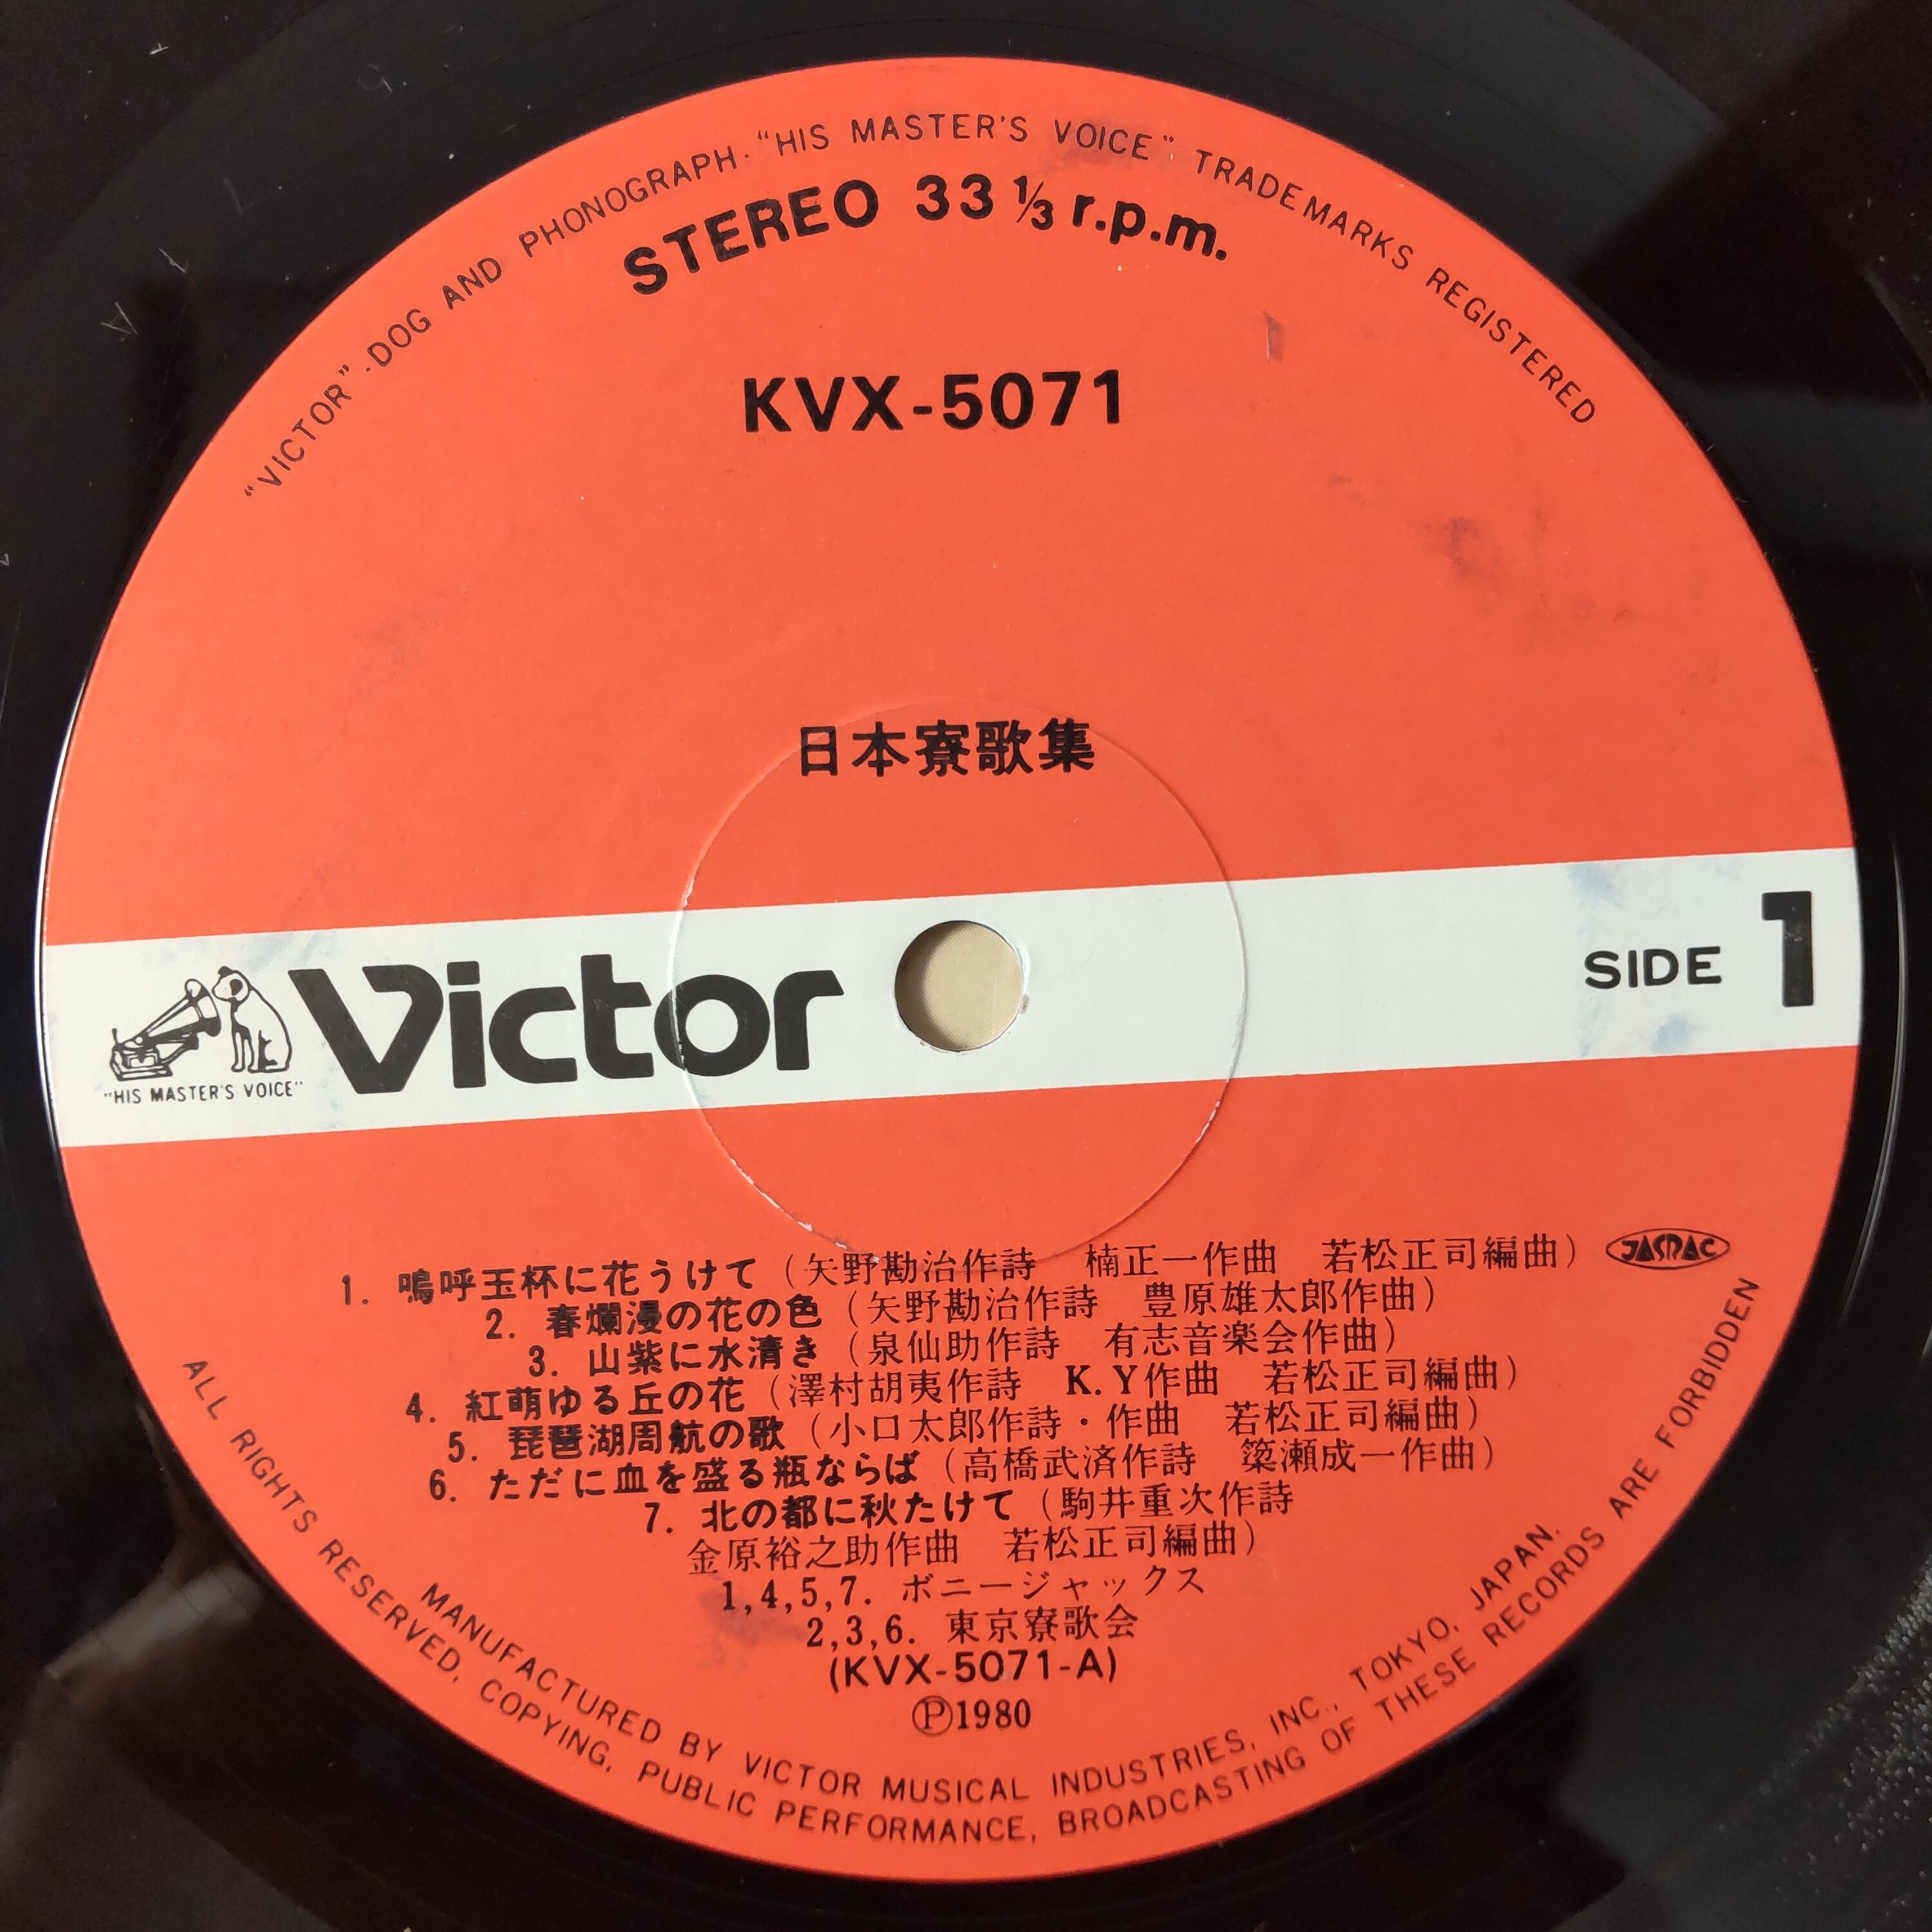 "VICTOR"-DOG AND PHONOGRAPH-"HIS MASTER'S VOICE" TRADEMARKS REGISTERED
STEREO 33 ⅓ r.p.m.
KVX-5071
日本寮歌集
Victor
"HIS MASTER'S VOICE"
SIDE 1
1. 嗚呼玉杯に花うけて (矢野勘治作詩 楠正一作曲 若松正司編曲) JASRAC
2. 春爛漫の花の色 (矢野勘治作詩 豊原雄太郎作曲)
3. 山紫に水清き (泉仙助作詩 有志音楽会作曲)
4. 紅萌ゆる丘の花 (澤村胡夷作詩 K.Y作曲 若松正司編曲)
5. 琵琶湖周航の歌 (小口太郎作詩・作曲 若松正司編曲)
6. ただに血を盛る瓶ならば (高橋武済作詩 簗瀬成一作曲)
7. 北の都に秋たけて (駒井重次作詩
金原裕之助作曲 若松正司編曲)
1,4,5,7. ボニージャックス
2,3,6. 東京寮歌会
(KVX-5071-A)
Ⓟ1980
MANUFACTURED BY VICTOR MUSICAL INDUSTRIES, INC., TOKYO, JAPAN.
ALL RIGHTS RESERVED, COPYING, PUBLIC PERFORMANCE, BROADCASTING OF THESE RECORDS ARE FORBIDDEN